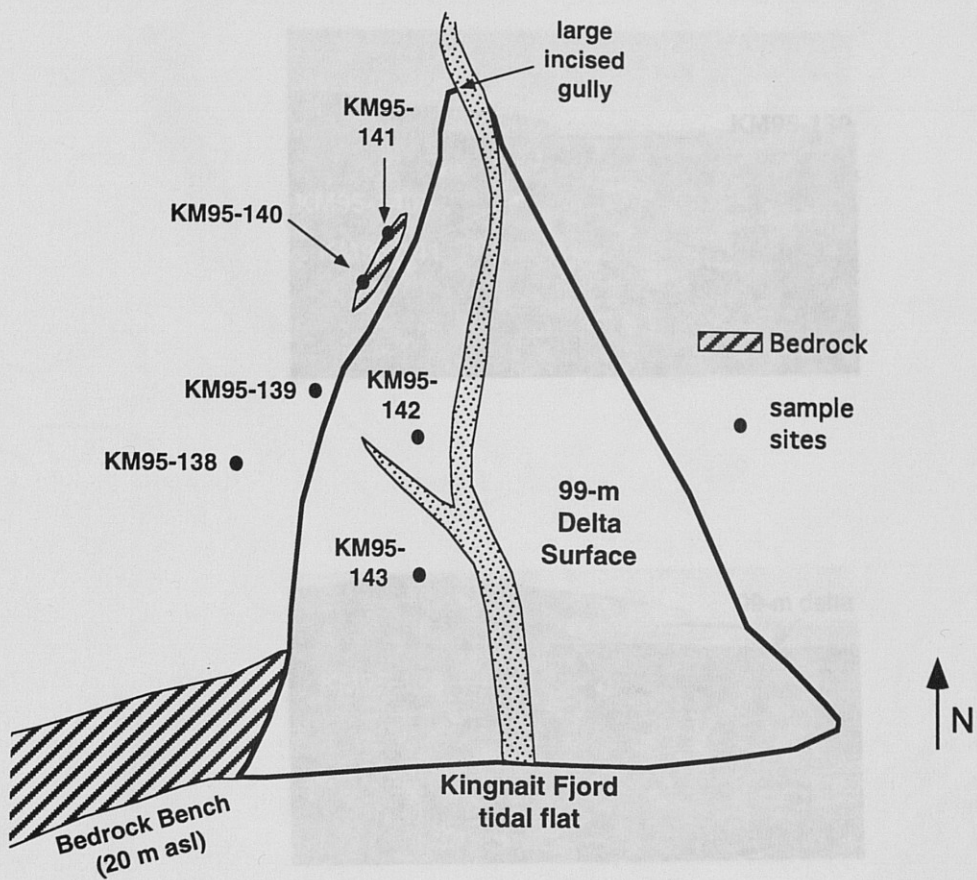 large
incised
gully
KM95-
141
KM95-140
Bedrock
KM95-139
KM95-
142
sample
sites
KM95-138
99-m
Delta
Surface
KM95-
143
N
Kingnait Fjord
tidal flat
Bedrock Bench
(20 m asl)